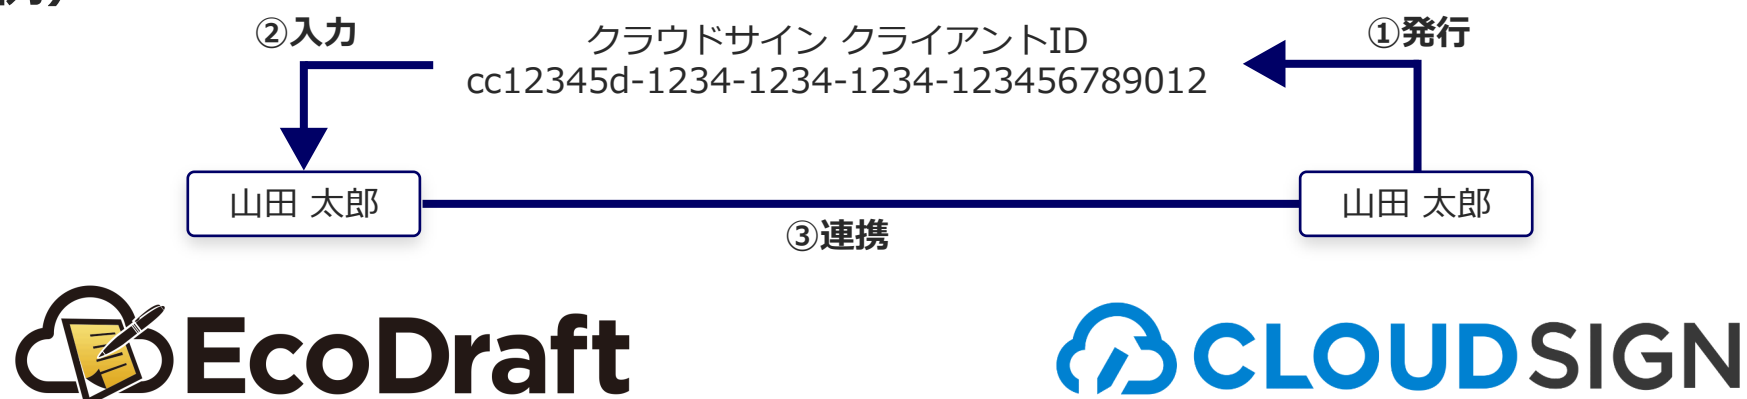 ②入力
クラウドサイン クライアントID
cc12345d-1234-1234-1234-123456789012
①発行
山田 太郎
山田 太郎
③連携
EcoDraft
CLOUDSIGN